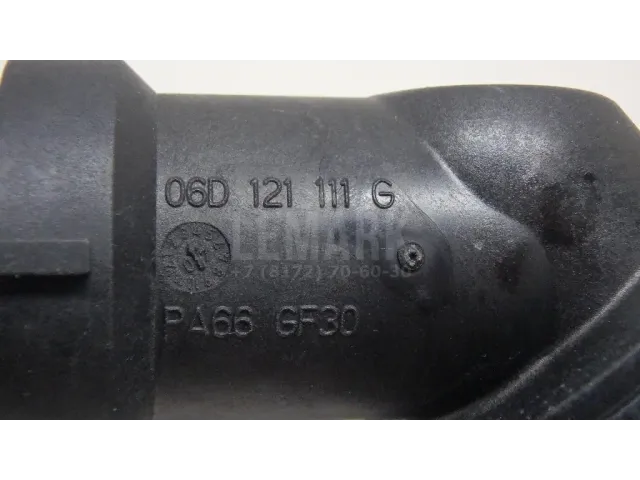 06D 121 111 G
LEMARK
+7 (8172) 70-60-30
PA66 GF30